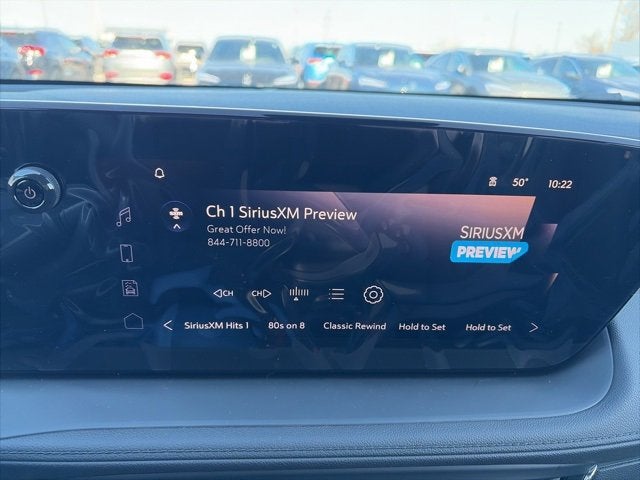 50° 10:22
Ch 1 SiriusXM Preview
Great Offer Now!
844-711-8800
SIRIUSXM
PREVIEW
CH CH
SiriusXM Hits 1 80s on 8 Classic Rewind Hold to Set Hold to Set